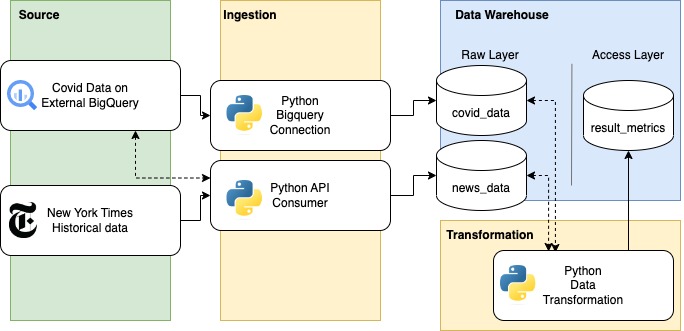 Source
Ingestion
Data Warehouse
Raw Layer
Access Layer
Covid Data on
External BigQuery
Python
Bigquery
Connection
covid_data
result_metrics
New York Times
Historical data
Python API
Consumer
news_data
Transformation
Python
Data
Transformation